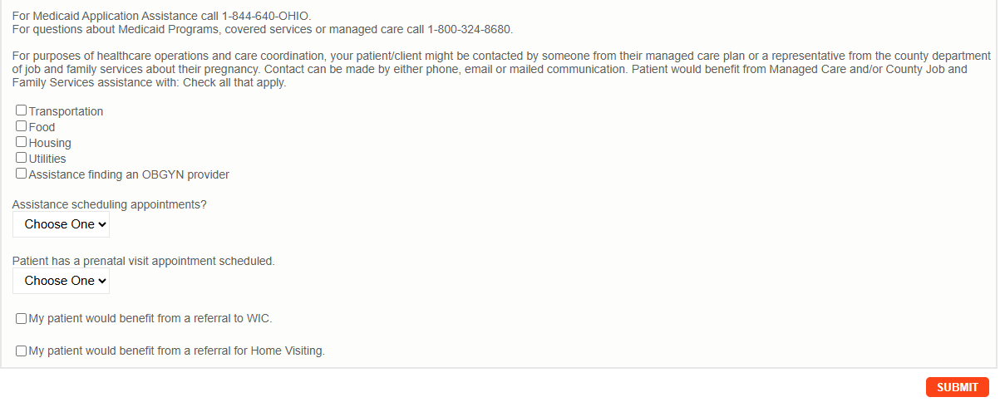 For Medicaid Application Assistance call 1-844-640-OHIO.
For questions about Medicaid Programs, covered services or managed care call 1-800-324-8680.
For purposes of healthcare operations and care coordination, your patient/client might be contacted by someone from their managed care plan or a representative from the county department
of job and family services about their pregnancy. Contact can be made by either phone, email or mailed communication. Patient would benefit from Managed Care and/or County Job and
Family Services assistance with: Check all that apply.
Transportation
Food
Housing
Utilities
Assistance finding an OBGYN provider
Assistance scheduling appointments?
Choose One
Patient has a prenatal visit appointment scheduled.
Choose One
My patient would benefit from a referral to WIC.
My patient would benefit from a referral for Home Visiting.
SUBMIT